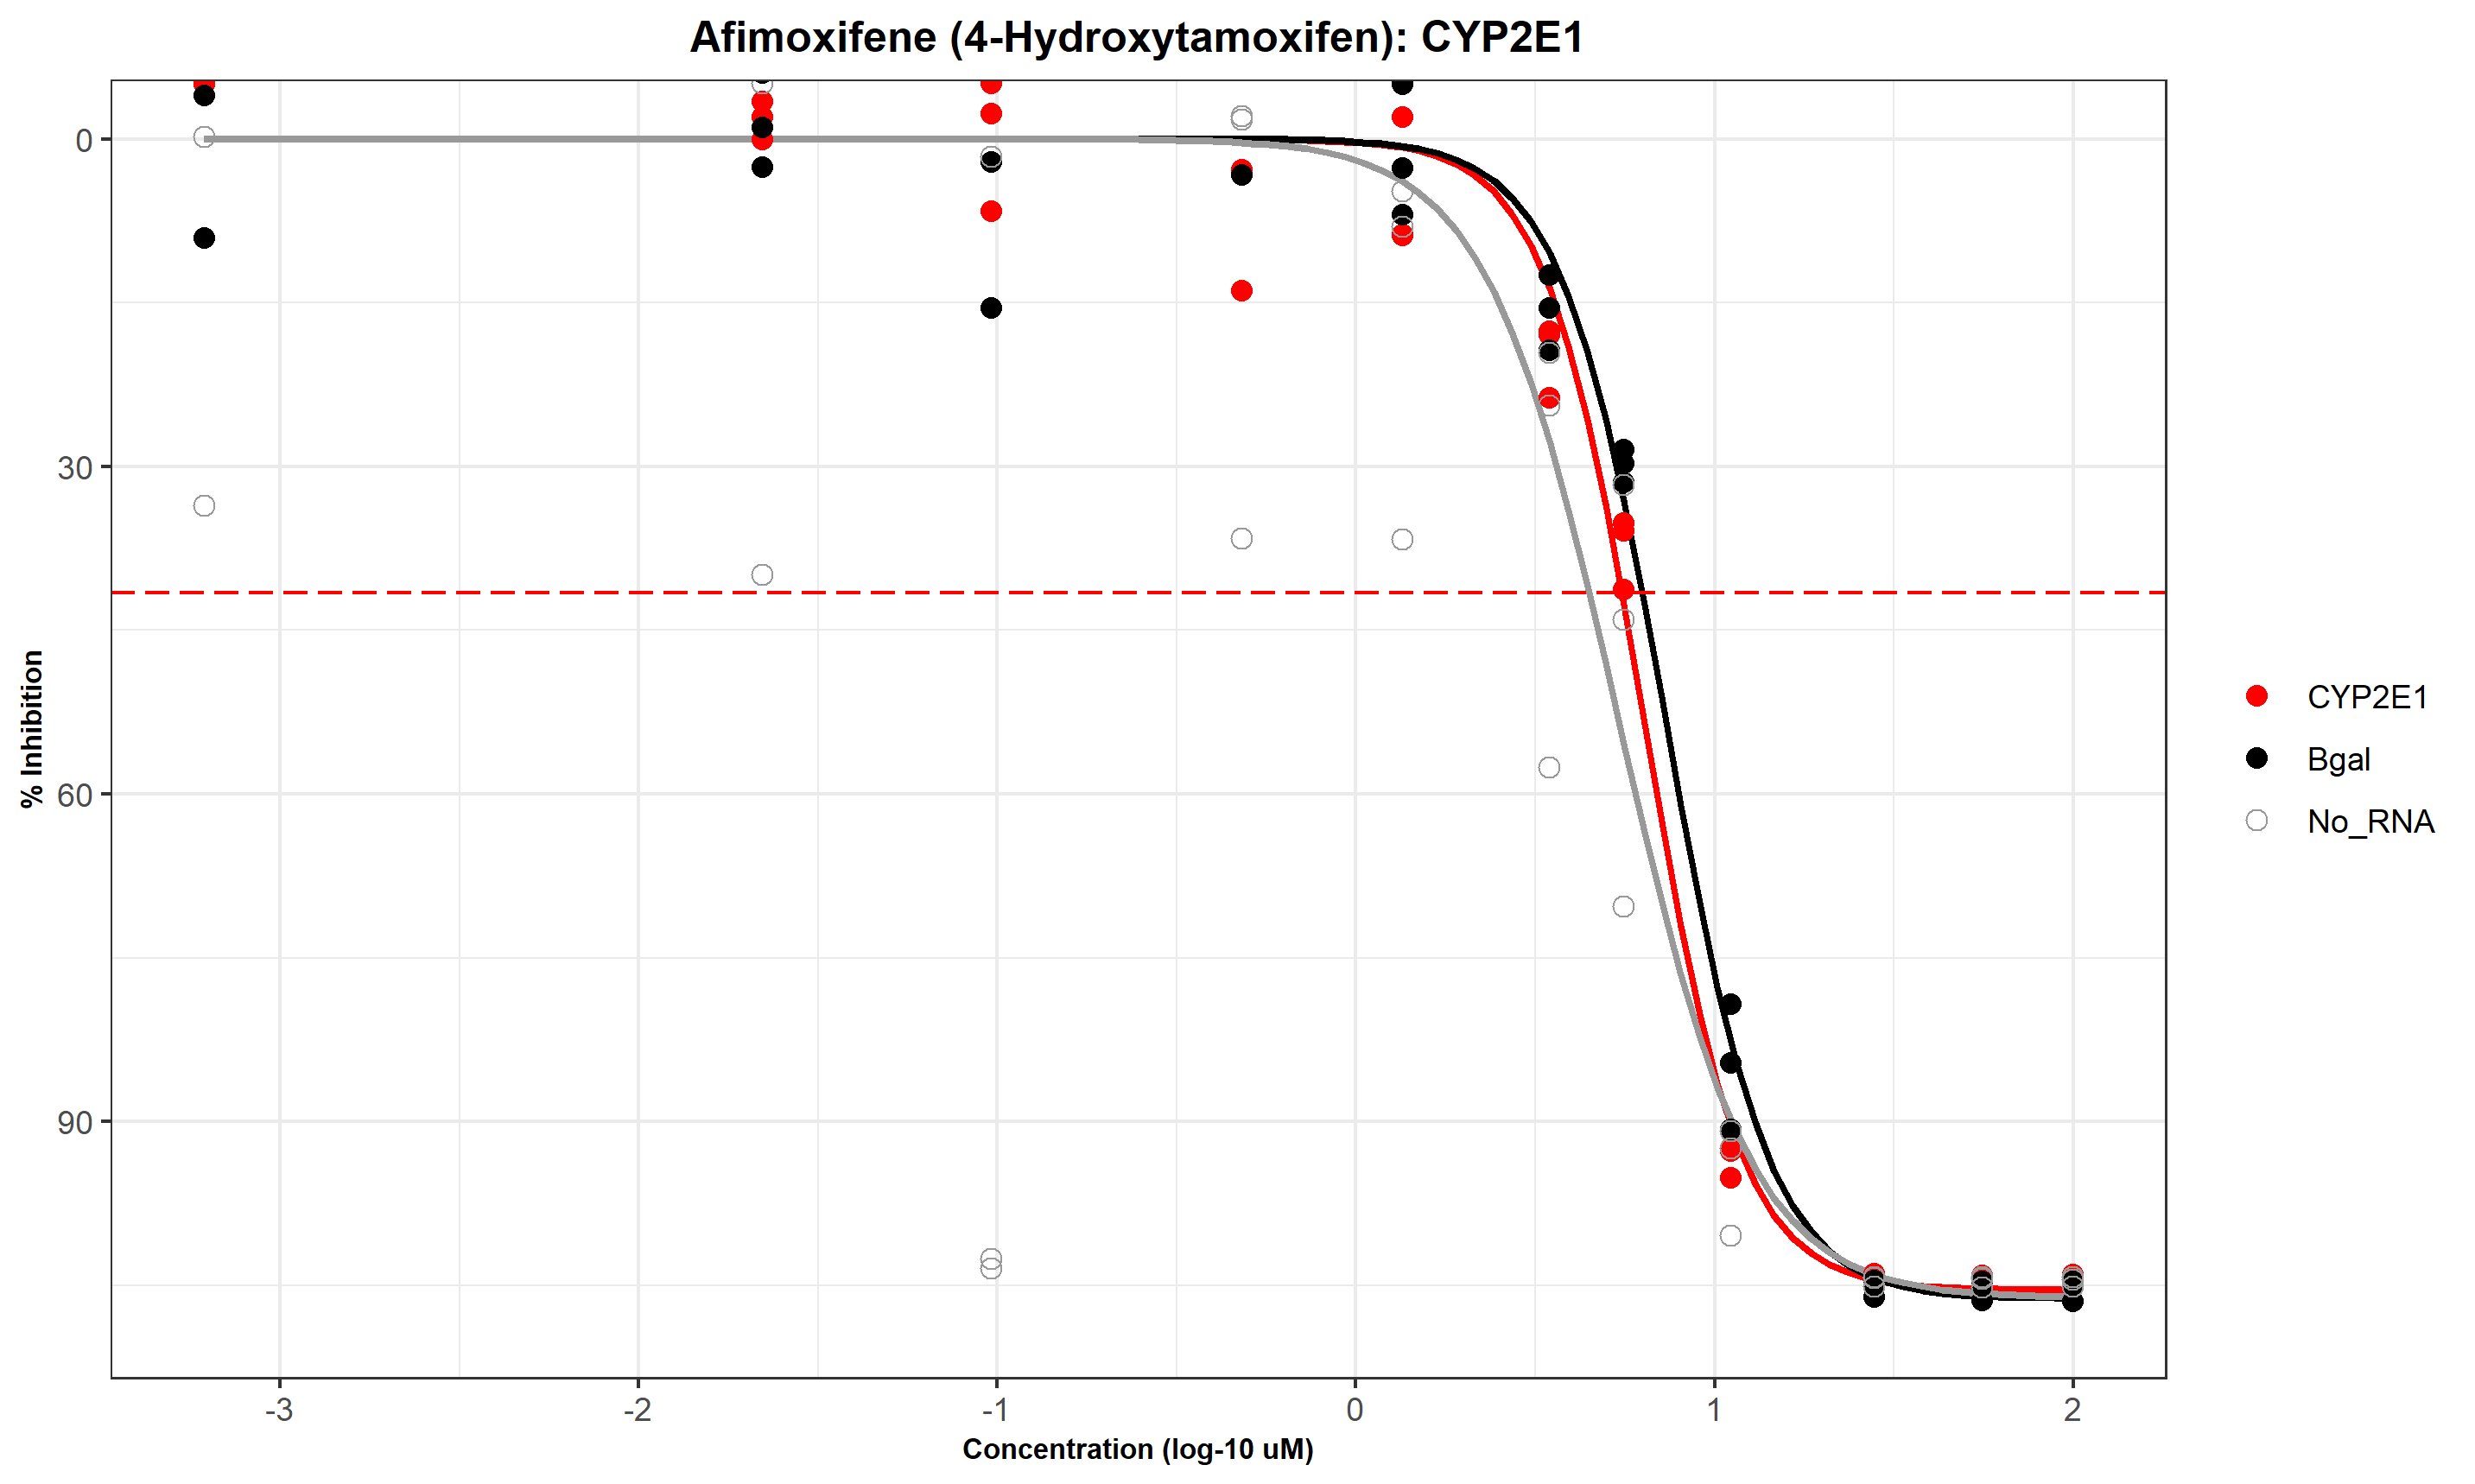 Afimoxifene (4-Hydroxytamoxifen): CYP2E1
% Inhibition
0
30
60
90
-3
-2
-1
0
1
2
Concentration (log-10 uM)
CYP2E1
Bgal
No_RNA